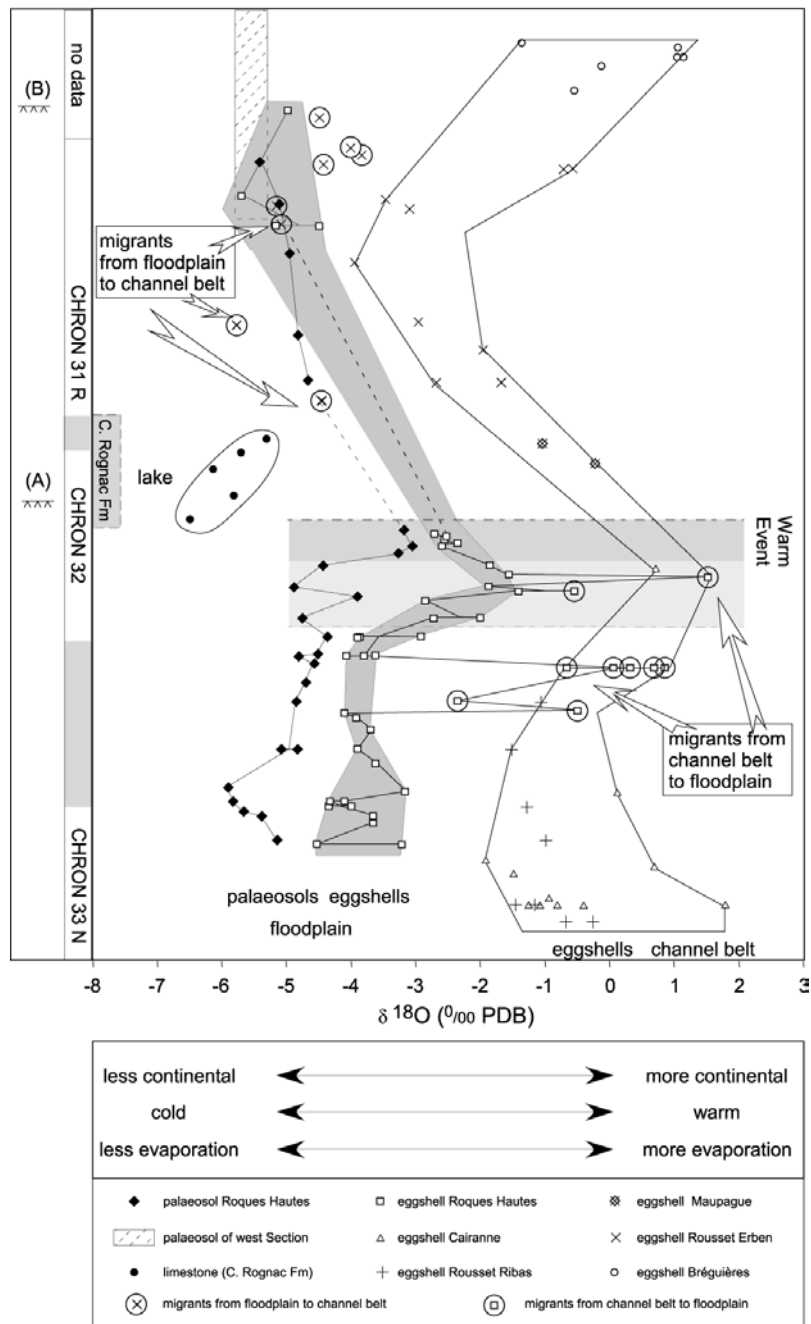 no data
(B)
migrants
from floodplain
to channel belt
CHRON 31 R
C. Rognac Fm
lake
(A)
CHRON 32
Warm
Event
migrants from
channel belt
to floodplain
CHRON 33 N
palaeosols eggshells
floodplain
eggshells channel belt
-8 -7 -6 -5 -4 -3 -2 -1 0 1 2 3
δ 18O (0/00 PDB)
less continental more continental
cold warm
less evaporation more evaporation
palaeosol Roques Hautes eggshell Roques Hautes eggshell Maupague
palaeosol of west Section eggshell Cairanne eggshell Rousset Erben
limestone (C. Rognac Fm) eggshell Rousset Ribas eggshell Bréguières
migrants from floodplain to channel belt migrants from channel belt to floodplain